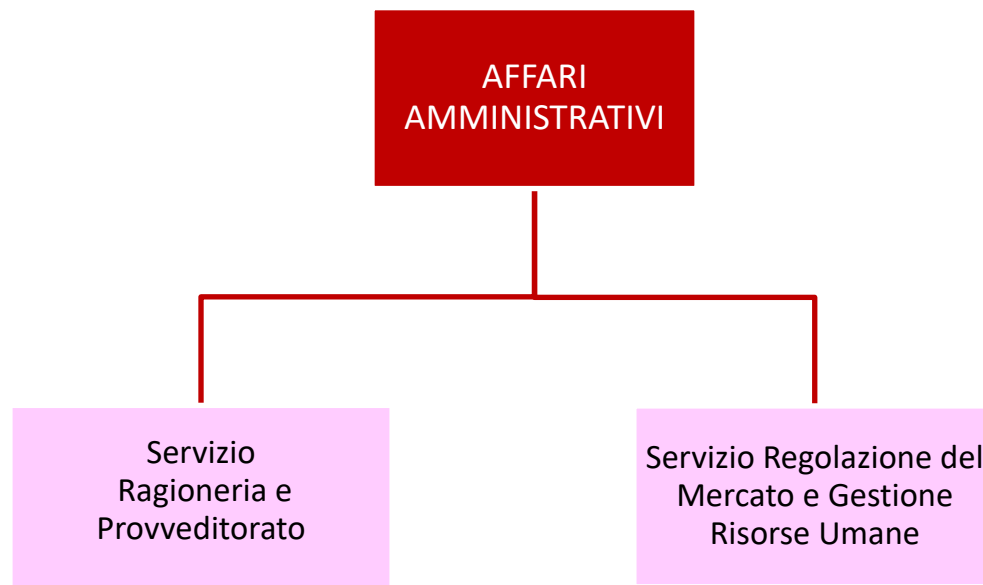 AFFARI
AMMINISTRATIVI
Servizio
Ragioneria e
Provveditorato
Servizio Regolazione del
Mercato e Gestione
Risorse Umane